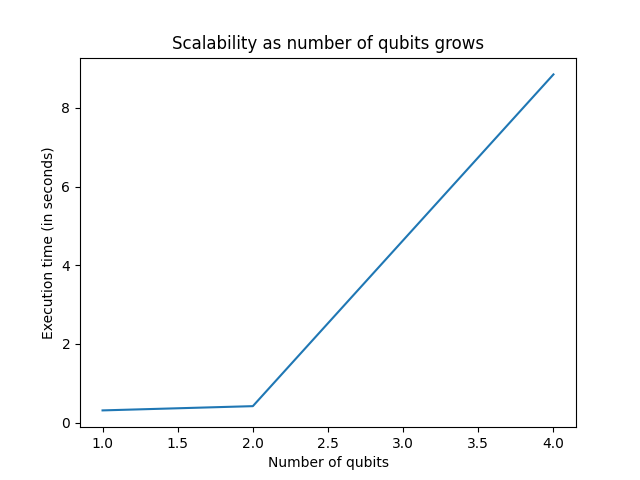 Scalability as number of qubits grows
Execution time (in seconds)
8
6
4
2
0
1.0 1.5 2.0 2.5 3.0 3.5 4.0
Number of qubits